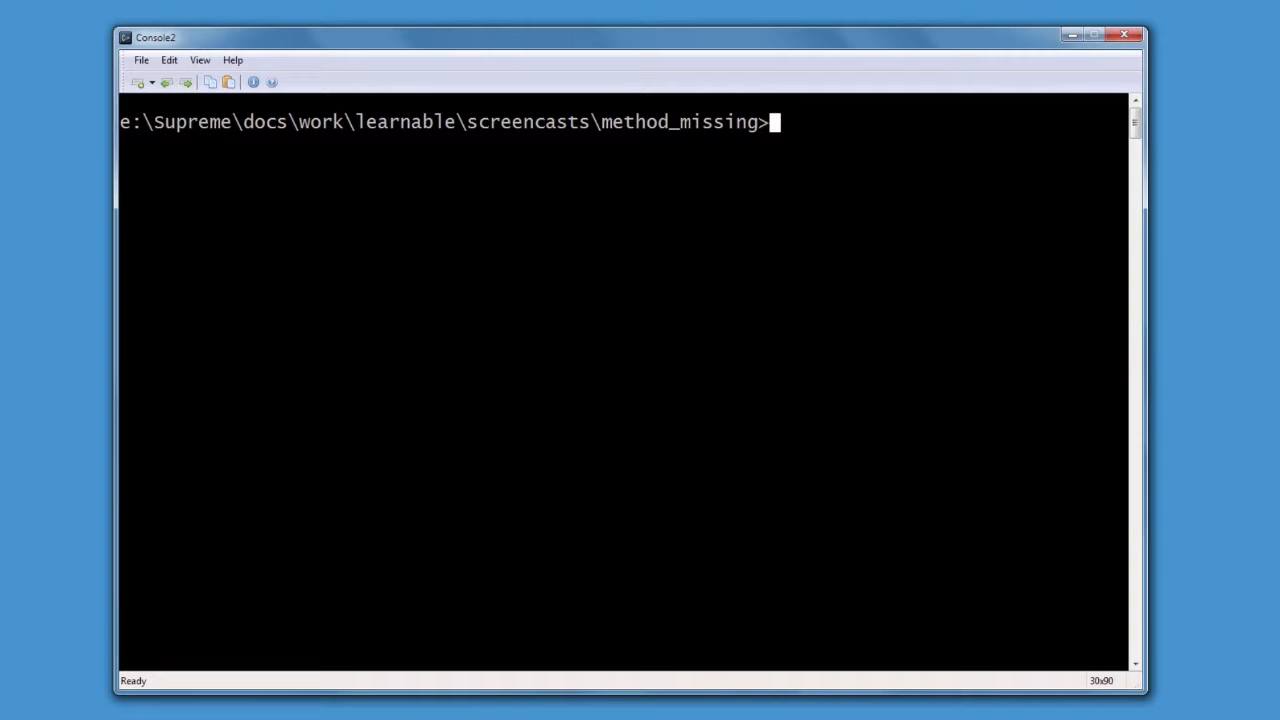 Console2
File Edit View Help
e:\Supreme\docs\work\learnable\screencasts\method_missing>
Ready 30x90